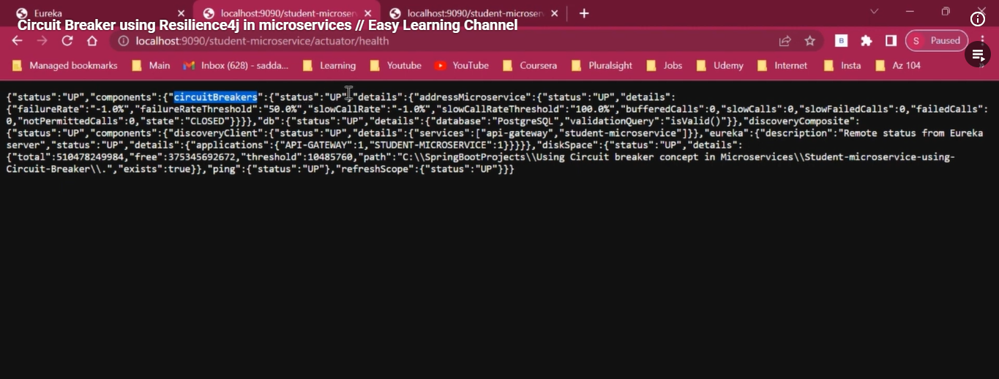 Eureka
localhost:9090/student-microser
localhost:9090/student-microser
Circuit Breaker using Resilience4j in microservices // Easy Learning Channel
localhost:9090/student-microservice/actuator/health
B
S Paused
Managed bookmarks Main Inbox (628) - sadda... Learning Youtube YouTube Coursera Pluralsight Jobs Udemy Internet Insta Az 104 »
{"status":"UP","components":{"circuitBreakers":{"status":"UP","details":{"addressMicroservice":{"status":"UP","details":
{"failureRate":"-1.0%","failureRateThreshold":"50.0%","slowCallRate":"-1.0%","slowCallRateThreshold":"100.0%","bufferedCalls":0,"slowCalls":0,"slowFailedCalls":0,"failedCalls":
0,"notPermittedCalls":0,"state":"CLOSED"}}}},"db":{"status":"UP","details":{"database":"PostgreSQL","validationQuery":"isValid()"}},"discoveryComposite":
{"status":"UP","components":{"discoveryClient":{"status":"UP","details":{"services":["api-gateway","student-microservice"]}},"eureka":{"description":"Remote status from Eureka
server","status":"UP","details":{"applications":{"API-GATEWAY":1,"STUDENT-MICROSERVICE":1}}}}},"diskSpace":{"status":"UP","details":
{"total":510478249984,"free":375345692672,"threshold":10485760,"path":"C:\\SpringBootProjects\\Using Circuit breaker concept in Microservices\\Student-microservice-using-
Circuit-Breaker\\.","exists":true}},"ping":{"status":"UP"},"refreshScope":{"status":"UP"}}}